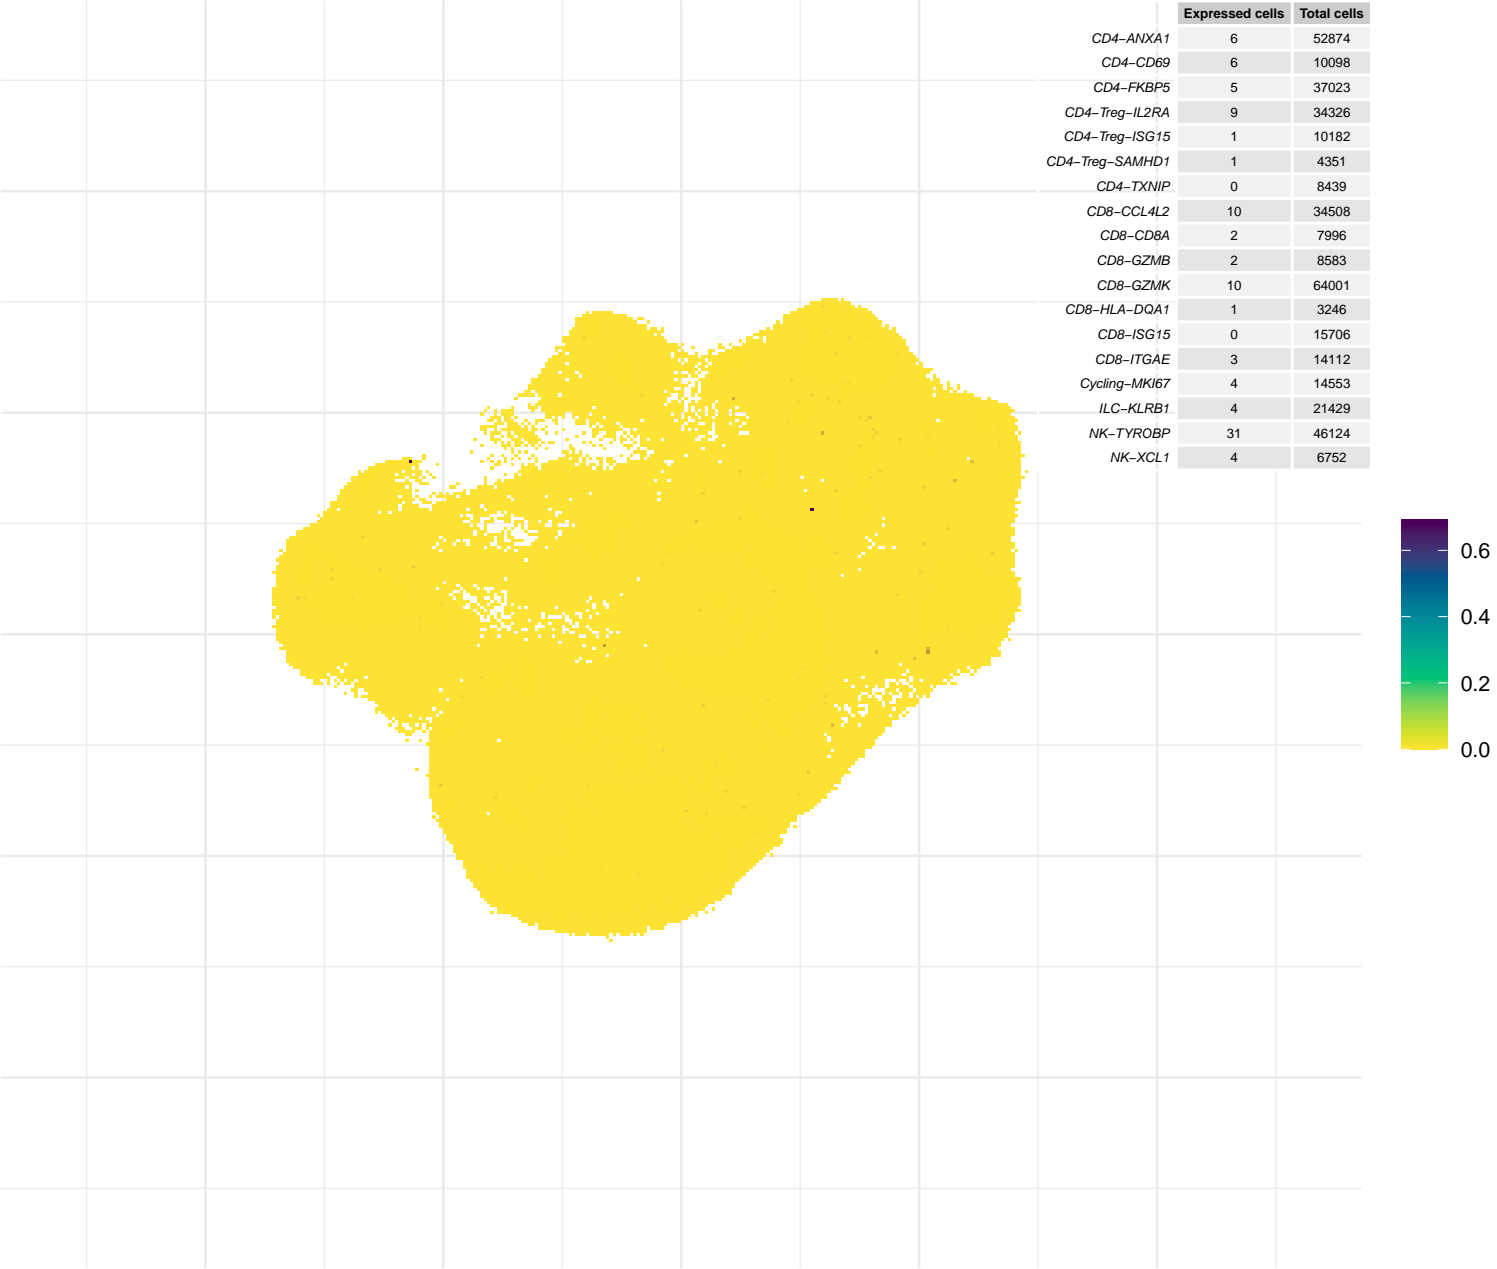 Expressed cells Total cells
CD4−ANXA1 6 52874
CD4−CD69 6 10098
CD4−FKBP5 5 37023
CD4−Treg−IL2RA 9 34326
CD4−Treg−ISG15 1 10182
CD4−Treg−SAMHD1 1 4351
CD4−TXNIP 0 8439
CD8−CCL4L2 10 34508
CD8−CD8A 2 7996
CD8−GZMB 2 8583
CD8−GZMK 10 64001
CD8−HLA−DQA1 1 3246
CD8−ISG15 0 15706
CD8−ITGAE 3 14112
Cycling−MKI67 4 14553
ILC−KLRB1 4 21429
NK−TYROBP 31 46124
NK−XCL1 4 6752
0.6
0.4
0.2
0.0